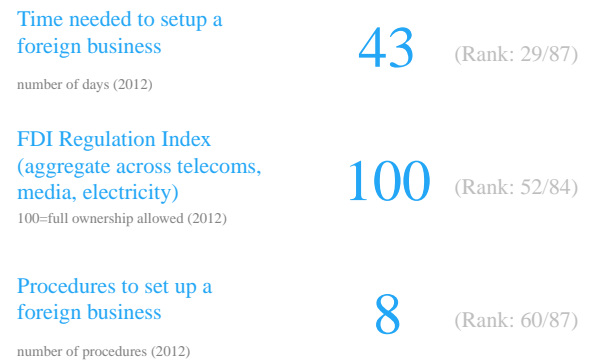 Time needed to setup a
foreign business
43 (Rank: 29/87)
number of days (2012)
FDI Regulation Index
(aggregate across telecoms,
media, electricity)
100 (Rank: 52/84)
100=full ownership allowed (2012)
Procedures to set up a
foreign business
8 (Rank: 60/87)
number of procedures (2012)